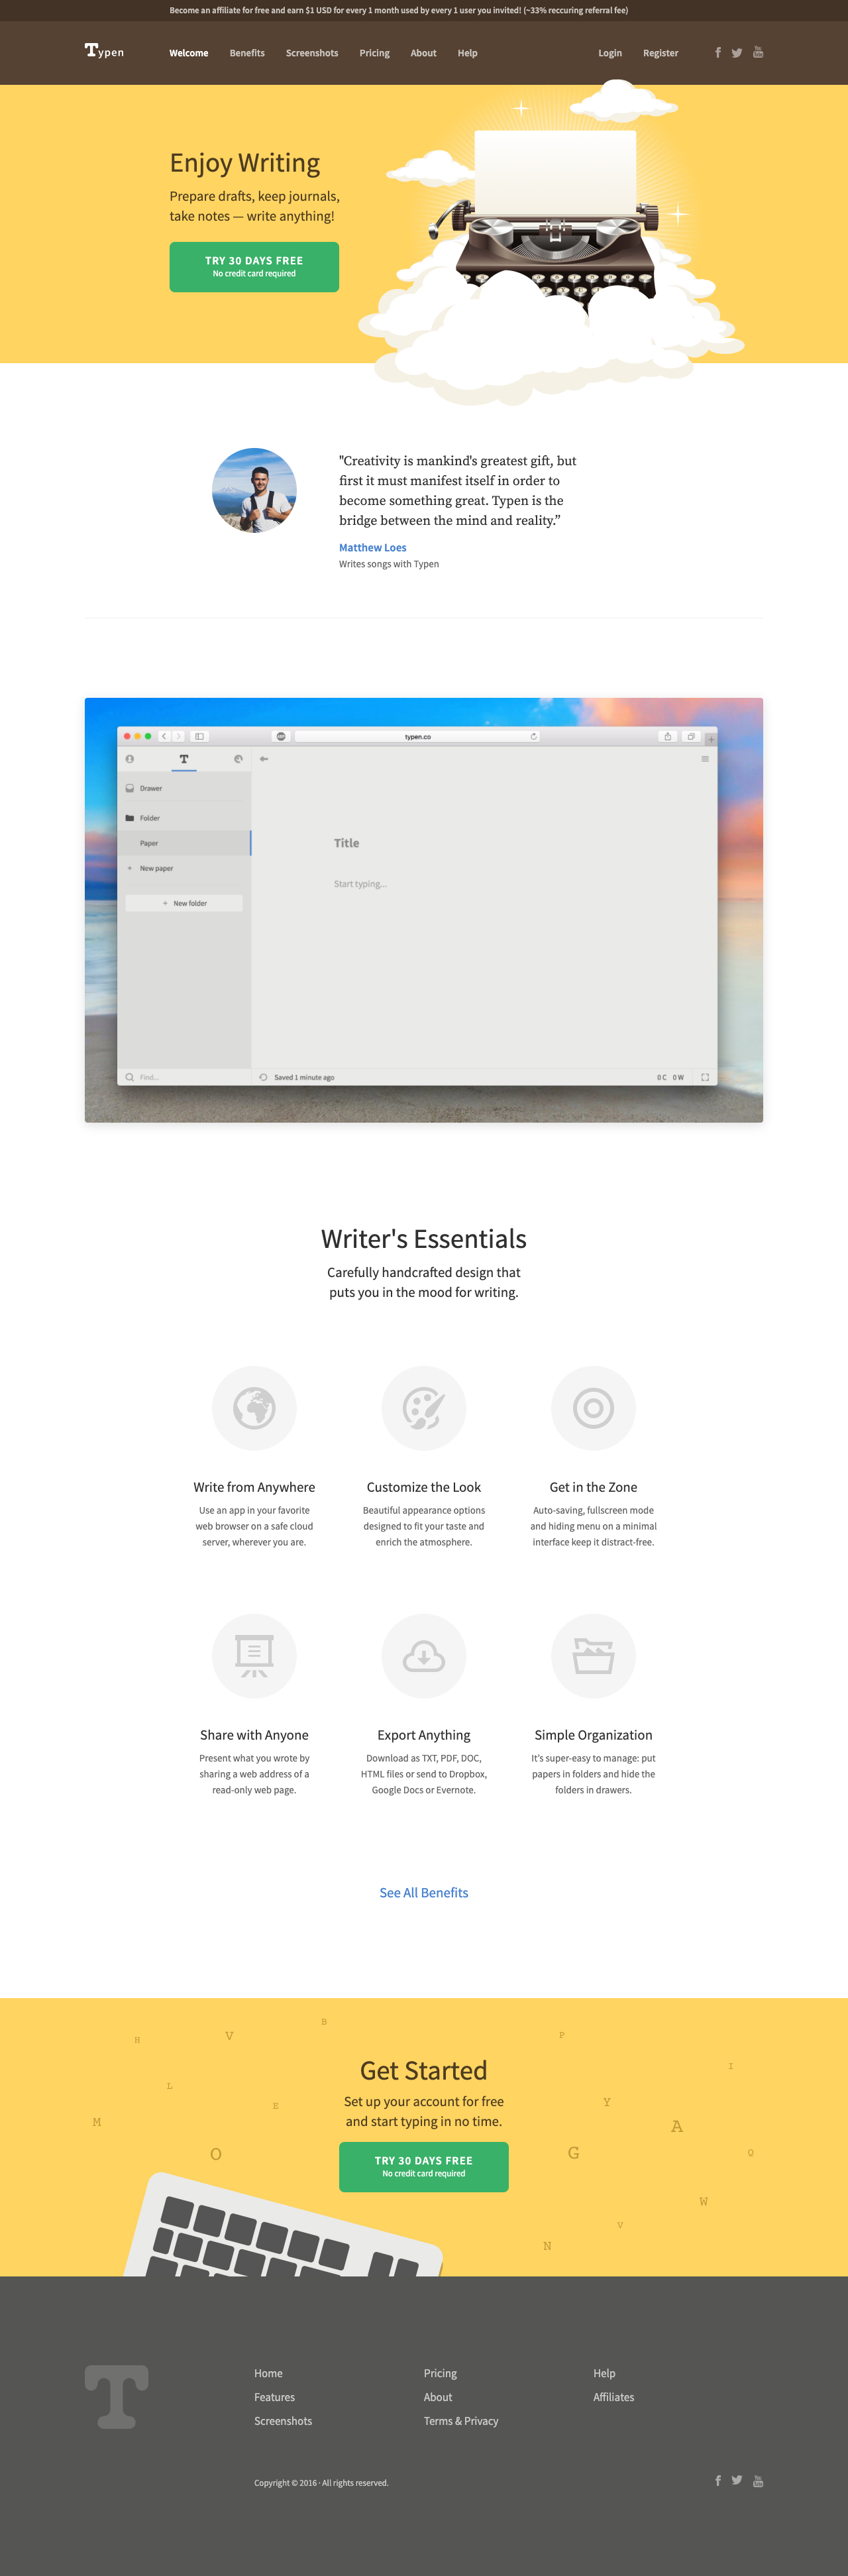 Become an affiliate for free and earn $1 USD for every 1 month used by every 1 user you invited! (~33% reccuring referral fee)
Typen
Welcome Benefits Screenshots Pricing About Help Login Register
You
Enjoy Writing
Prepare drafts, keep journals,
take notes — write anything!
TRY 30 DAYS FREE
No credit card required
"Creativity is mankind's greatest gift, but
first it must manifest itself in order to
become something great. Typen is the
bridge between the mind and reality.”
Matthew Loes
Writes songs with Typen
typen.co
T
Drawer
Folder
Paper
Title
New paper
Start typing...
+ New folder
Find...
Saved 1 minute ago
0 C 0 W
Writer's Essentials
Carefully handcrafted design that
puts you in the mood for writing.
Write from Anywhere
Use an app in your favorite
web browser on a safe cloud
server, wherever you are.
Customize the Look
Beautiful appearance options
designed to fit your taste and
enrich the atmosphere.
Get in the Zone
Auto-saving, fullscreen mode
and hiding menu on a minimal
interface keep it distract-free.
Share with Anyone
Present what you wrote by
sharing a web address of a
read-only web page.
Export Anything
Download as TXT, PDF, DOC,
HTML files or send to Dropbox,
Google Docs or Evernote.
Simple Organization
It’s super-easy to manage: put
papers in folders and hide the
folders in drawers.
See All Benefits
B
H V P
I
L
E Y
M A
O G Q
W
V
N
Get Started
Set up your account for free
and start typing in no time.
TRY 30 DAYS FREE
No credit card required
T
Home
Features
Screenshots
Pricing
About
Terms & Privacy
Help
Affiliates
Copyright © 2016 · All rights reserved.